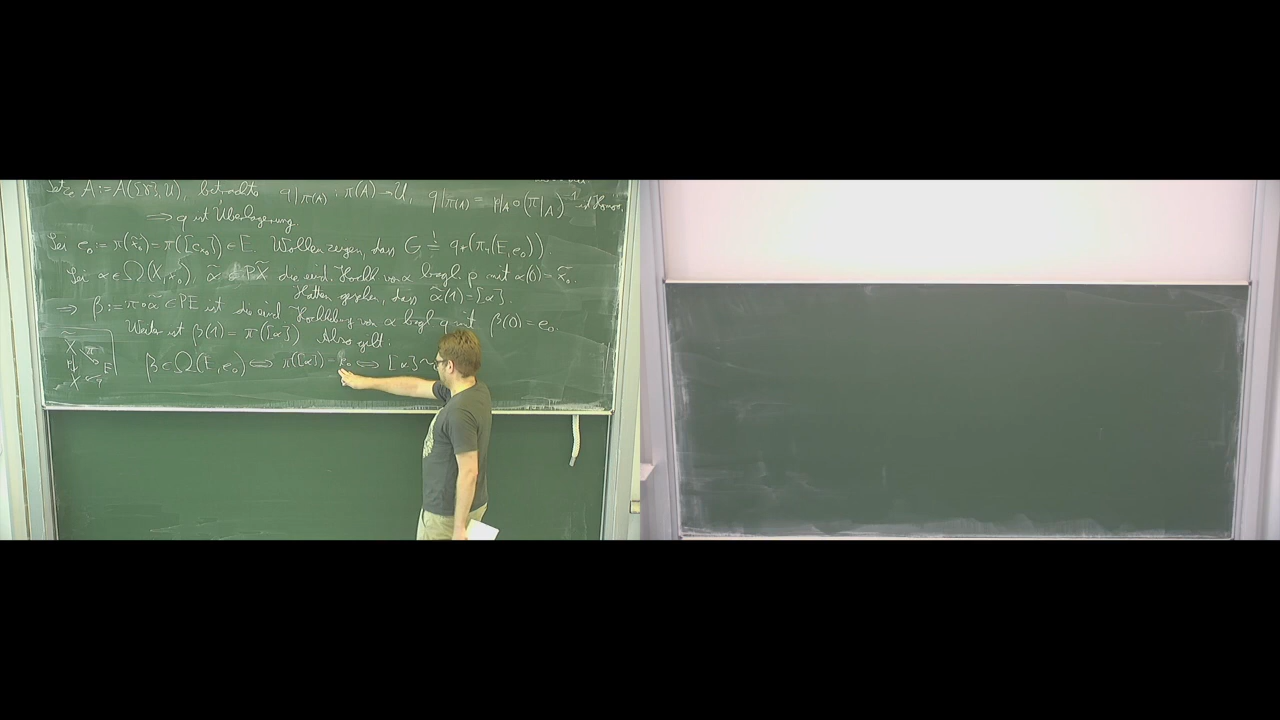 Setze A := A([γ], U), betrachte q|π(A) : π(A) → U, q|π(A) = p|A ∘ (π|A)⁻¹ ist Homöo.
⇒ q ist Überlagerung.
Sei e₀ := π(x̃₀) = π([c_x₀]) ∈ E. Wollen zeigen, dass G =! q_*(π₁(E, e₀)).
Sei α ∈ Ω(X, x₀), α̃ ∈ PX̃ die eind. Hochh. von α bzgl. p mit α̃(0) = x̃₀.
Hatten gesehen, dass α̃(1) = [α].
⇒ β := π∘α̃ ∈ PE ist die eind. Hochhebung von α bzgl q mit β(0) = e₀.
Weiter ist β(1) = π([α]) Also gilt:
β ∈ Ω(E, e₀) ⇔ π([α]) = e₀ ⇔ [α] ~
X̃ π
p E
X q